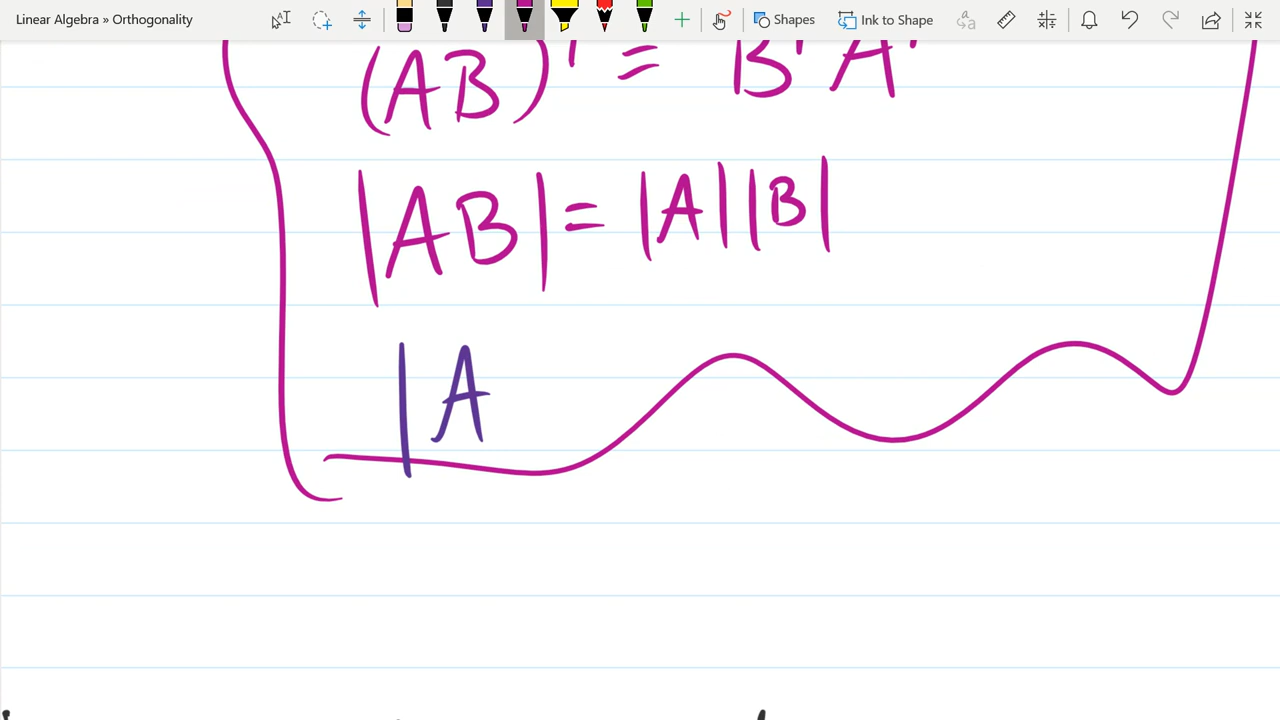 Linear Algebra » Orthogonality
Shapes
Ink to Shape
(AB)ᵀ = BᵀAᵀ
|AB| = |A||B|
|A